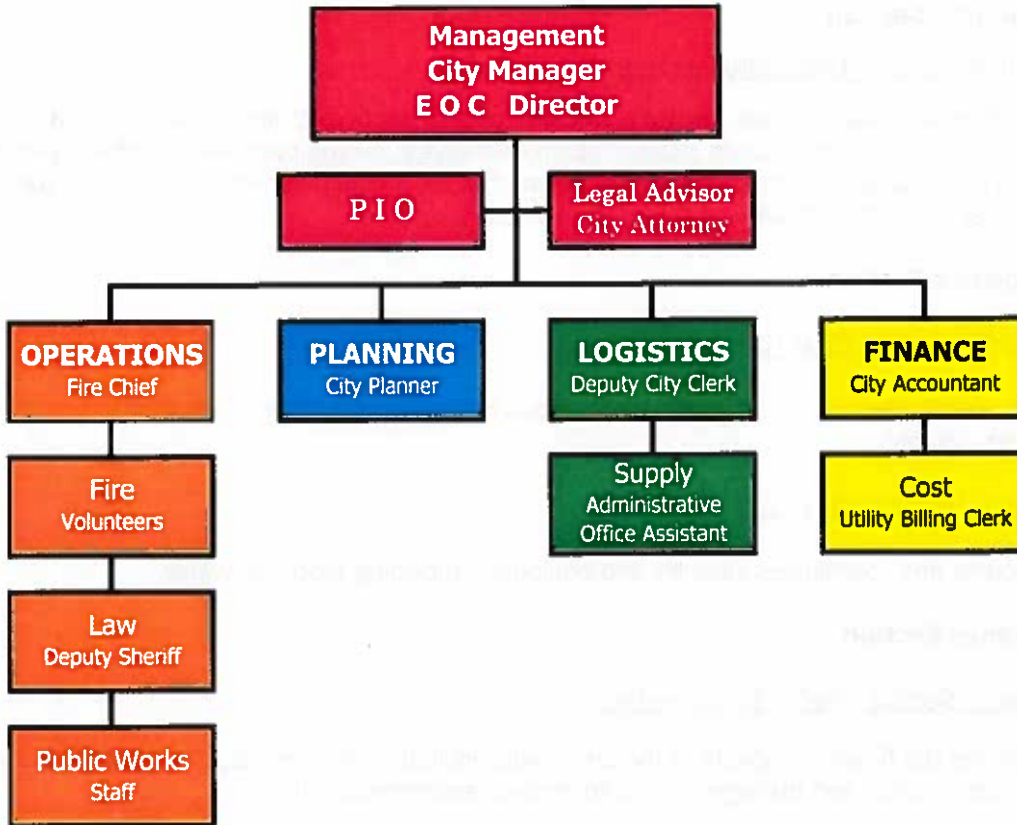 Management
City Manager
E O C Director
P I O
Legal Advisor
City Attorney
OPERATIONS
Fire Chief
PLANNING
City Planner
LOGISTICS
Deputy City Clerk
FINANCE
City Accountant
Fire
Volunteers
Supply
Administrative
Office Assistant
Cost
Utility Billing Clerk
Law
Deputy Sheriff
Public Works
Staff